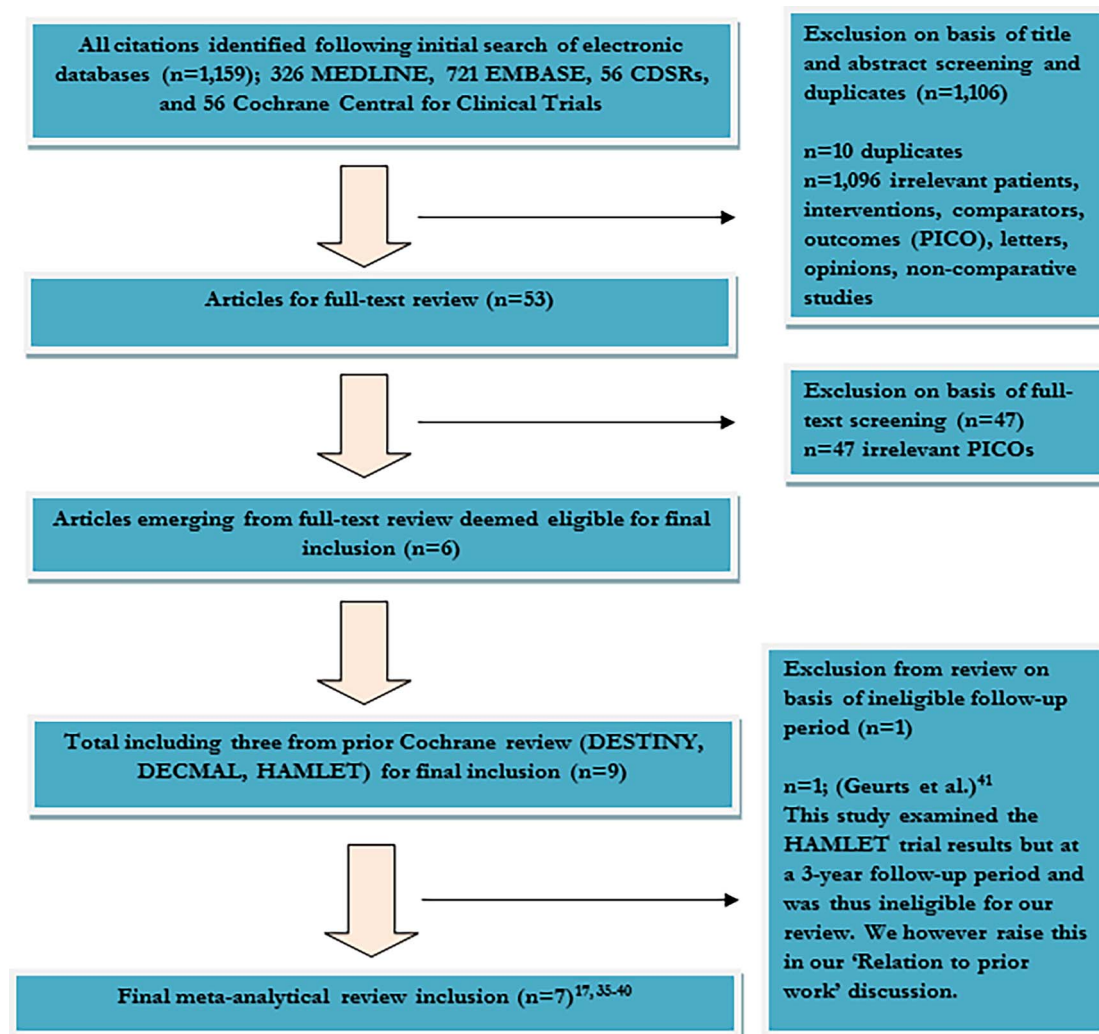 All citations identified following initial search of electronic
databases (n=1,159); 326 MEDLINE, 721 EMBASE, 56 CDSRs,
and 56 Cochrane Central for Clinical Trials
Exclusion on basis of title
and abstract screening and
duplicates (n=1,106)
n=10 duplicates
n=1,096 irrelevant patients,
interventions, comparators,
outcomes (PICO), letters,
opinions, non-comparative
studies
Articles for full-text review (n=53)
Exclusion on basis of full-
text screening (n=47)
n=47 irrelevant PICOs
Articles emerging from full-text review deemed eligible for final
inclusion (n=6)
Total including three from prior Cochrane review (DESTINY,
DECMAL, HAMLET) for final inclusion (n=9)
Exclusion from review on
basis of ineligible follow-up
period (n=1)
n=1; (Geurts et al.)41
This study examined the
HAMLET trial results but at
a 3-year follow-up period and
was thus ineligible for our
review. We however raise this
in our ‘Relation to prior
work’ discussion.
Final meta-analytical review inclusion (n=7)17, 35-40